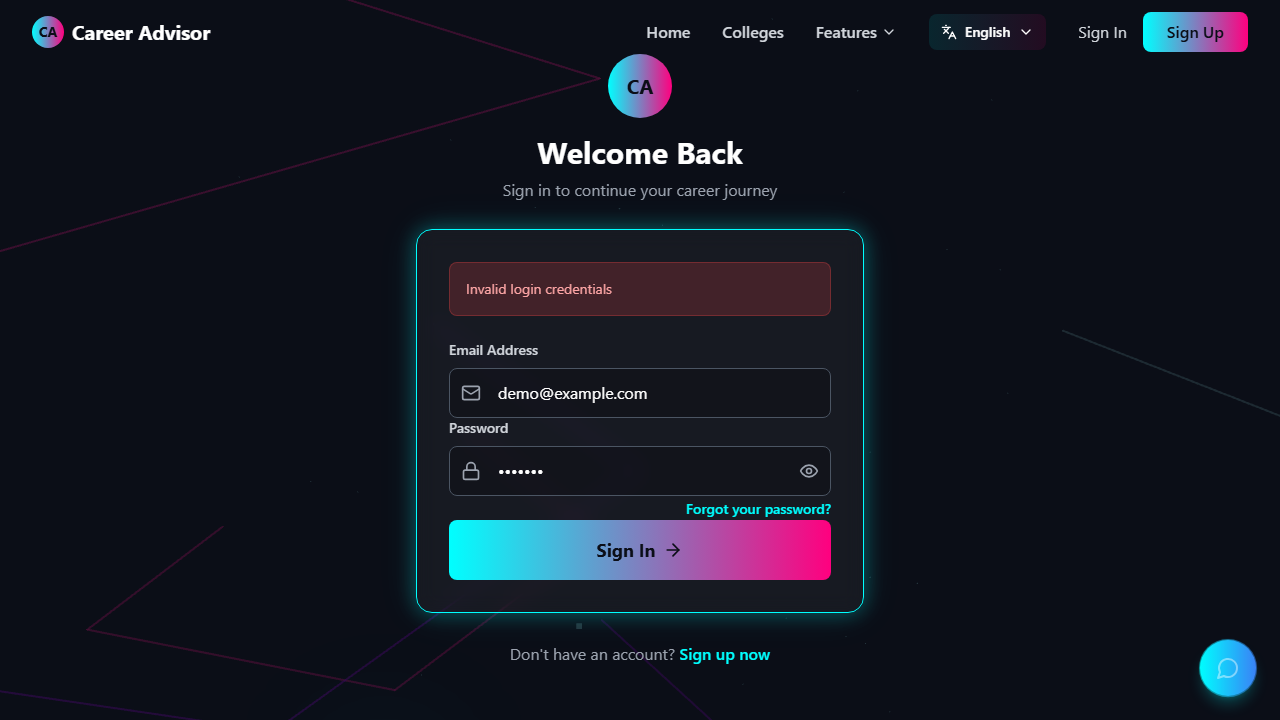 CA Career Advisor Home Colleges Features English Sign In Sign Up
CA
Welcome Back
Sign in to continue your career journey
Invalid login credentials
Email Address
demo@example.com
Password
•••••••
Forgot your password?
Sign In
Don't have an account? Sign up now